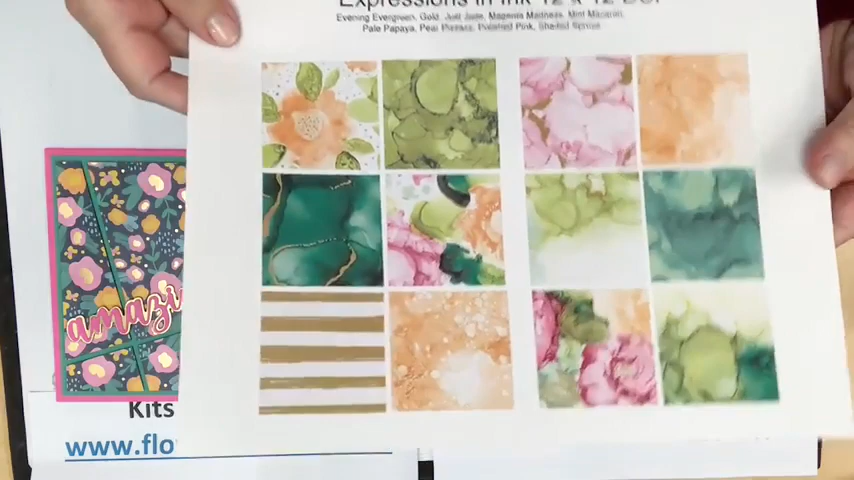 Expressions in Ink 12 x 12 DSP
Evening Evergreen, Gold, Just Jade, Magenta Madness, Mint Macaron,
Pale Papaya, Pear Pizzazz, Polished Pink, Shaded Spruce
amazi
Kits
www.flo